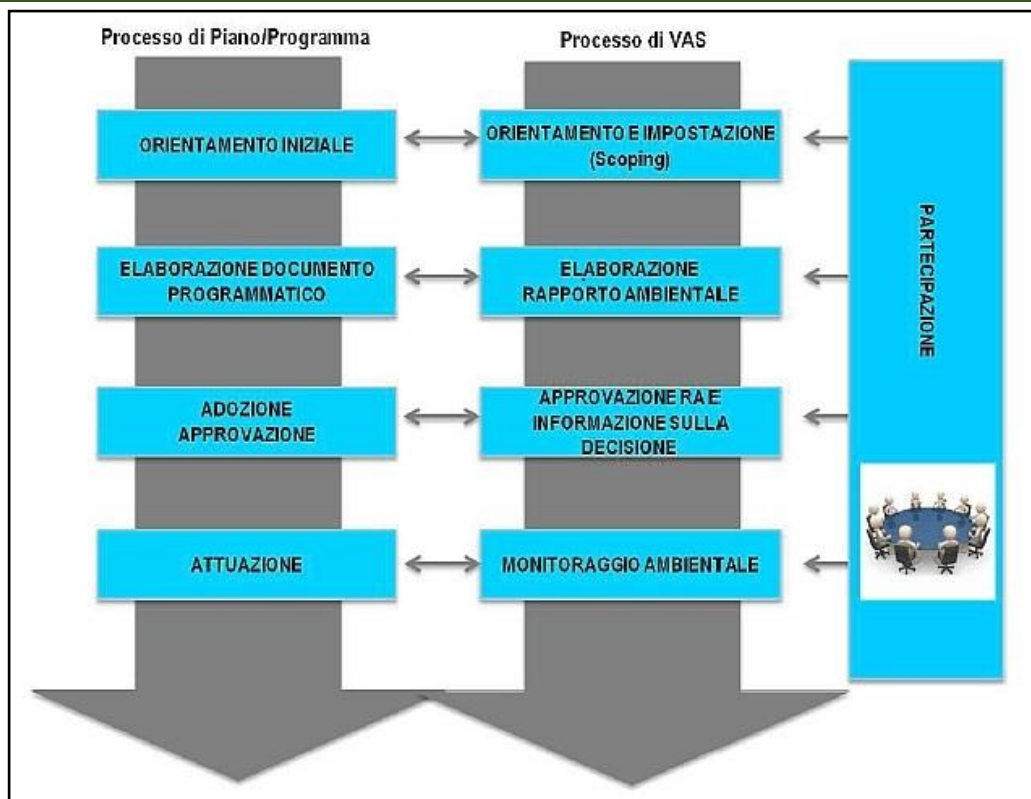 Processo di Piano/Programma
Processo di VAS
ORIENTAMENTO INIZIALE
ORIENTAMENTO E IMPOSTAZIONE
(Scoping)
ELABORAZIONE DOCUMENTO
PROGRAMMATICO
ELABORAZIONE
RAPPORTO AMBIENTALE
ADOZIONE
APPROVAZIONE
APPROVAZIONE RA E
INFORMAZIONE SULLA
DECISIONE
ATTUAZIONE
MONITORAGGIO AMBIENTALE
PARTECIPAZIONE